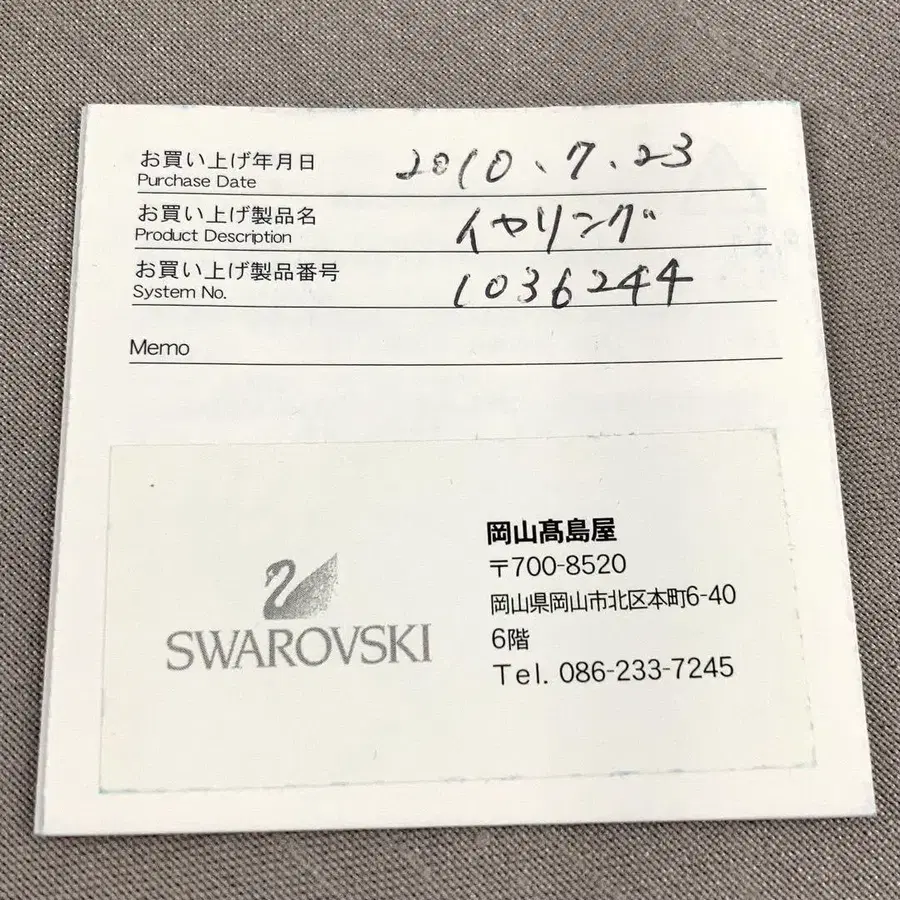 お買い上げ年月日 2010、7、23
Purchase Date
お買い上げ製品名 イヤリング
Product Description
お買い上げ製品番号 1036244
System No.
Memo
SWAROVSKI
岡山髙島屋
〒700-8520
岡山県岡山市北区本町6-40
6階
Tel. 086-233-7245